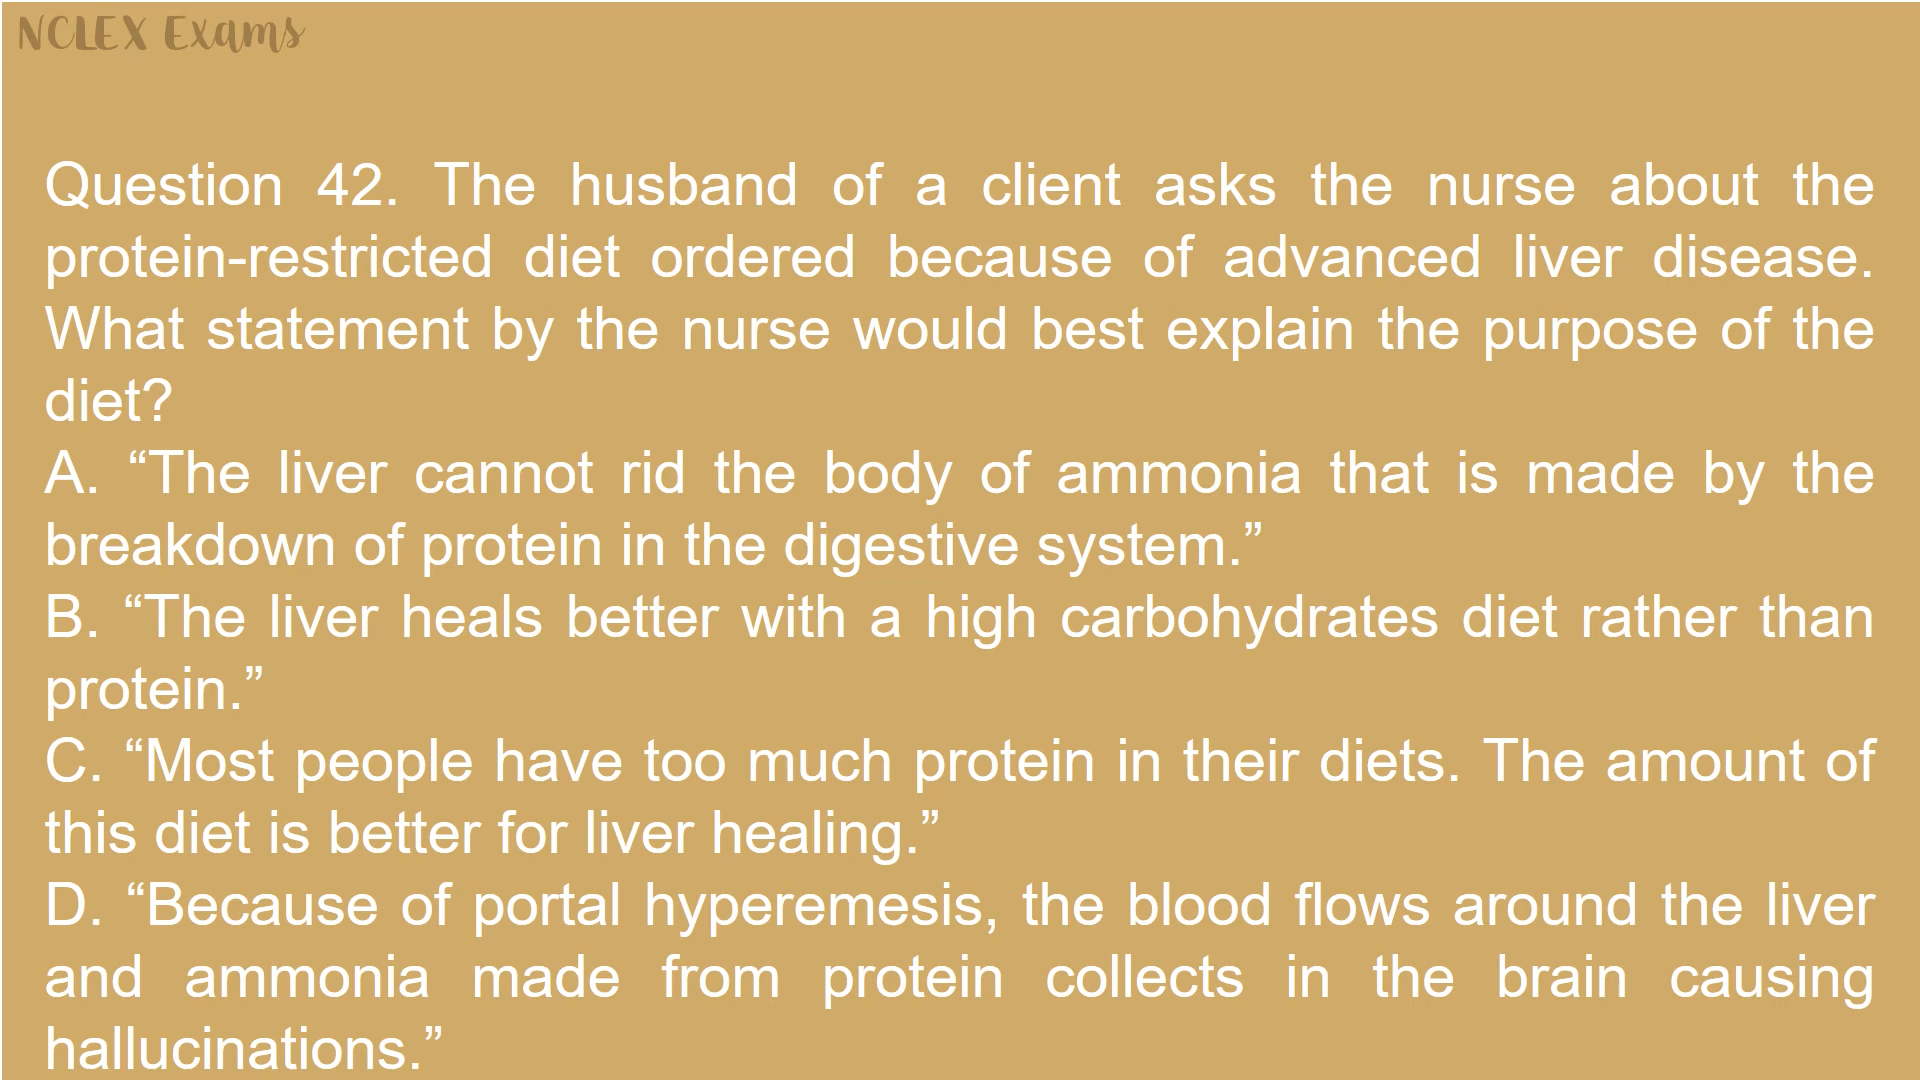 NCLEX Exams
Question 42. The husband of a client asks the nurse about the
protein-restricted diet ordered because of advanced liver disease.
What statement by the nurse would best explain the purpose of the
diet?
A. “The liver cannot rid the body of ammonia that is made by the
breakdown of protein in the digestive system.”
B. “The liver heals better with a high carbohydrates diet rather than
protein.”
C. “Most people have too much protein in their diets. The amount of
this diet is better for liver healing.”
D. “Because of portal hyperemesis, the blood flows around the liver
and ammonia made from protein collects in the brain causing
hallucinations.”